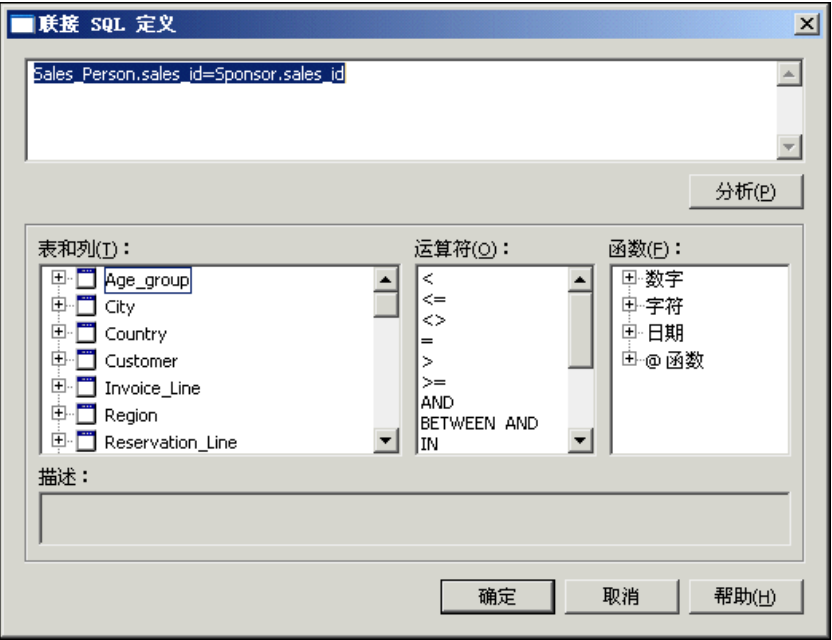 联接 SQL 定义
Sales_Person.sales_id=Sponsor.sales_id
分析(P)
表和列(T)：
运算符(O)：
函数(F)：
Age_group
City
Country
Customer
Invoice_Line
Region
Reservation_Line
<
<=
<>
=
>
>=
AND
BETWEEN AND
IN
数字
字符
日期
@函数
描述：
确定
取消
帮助(H)